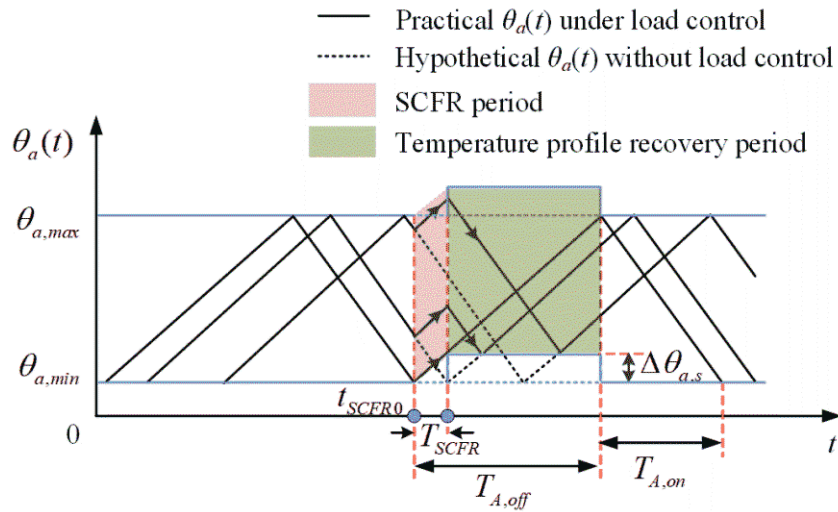 Practical θa(t) under load control
Hypothetical θa(t) without load control
SCFR period
Temperature profile recovery period
θa(t)
θa,max
θa,min
Δθa,s
tSCFR0
0
TSCFR
t
TA,off
TA,on